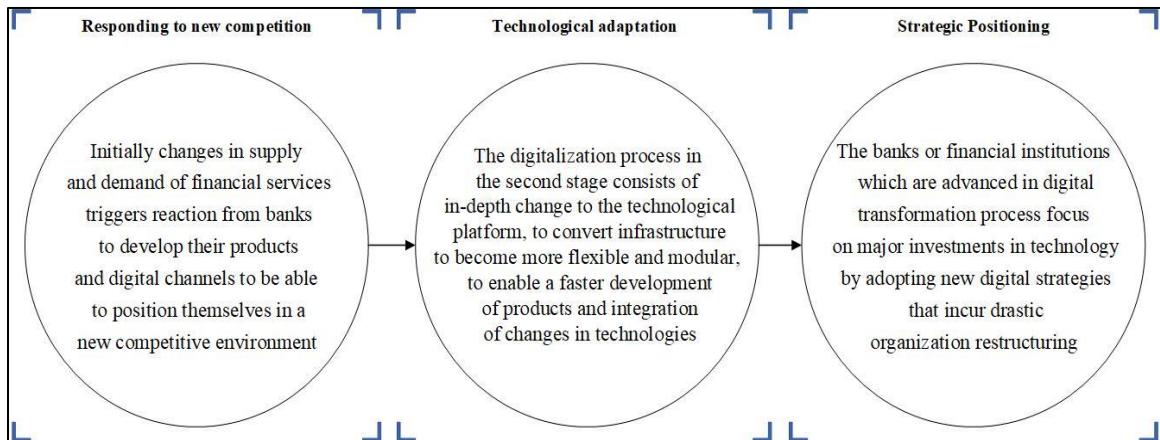 Responding to new competition
Initially changes in supply
and demand of financial services
triggers reaction from banks
to develop their products
and digital channels to be able
to position themselves in a
new competitive environment
Technological adaptation
The digitalization process in
the second stage consists of
in-depth change to the technological
platform, to convert infrastructure
to become more flexible and modular,
to enable a faster development
of products and integration
of changes in technologies
Strategic Positioning
The banks or financial institutions
which are advanced in digital
transformation process focus
on major investments in technology
by adopting new digital strategies
that incur drastic
organization restructuring